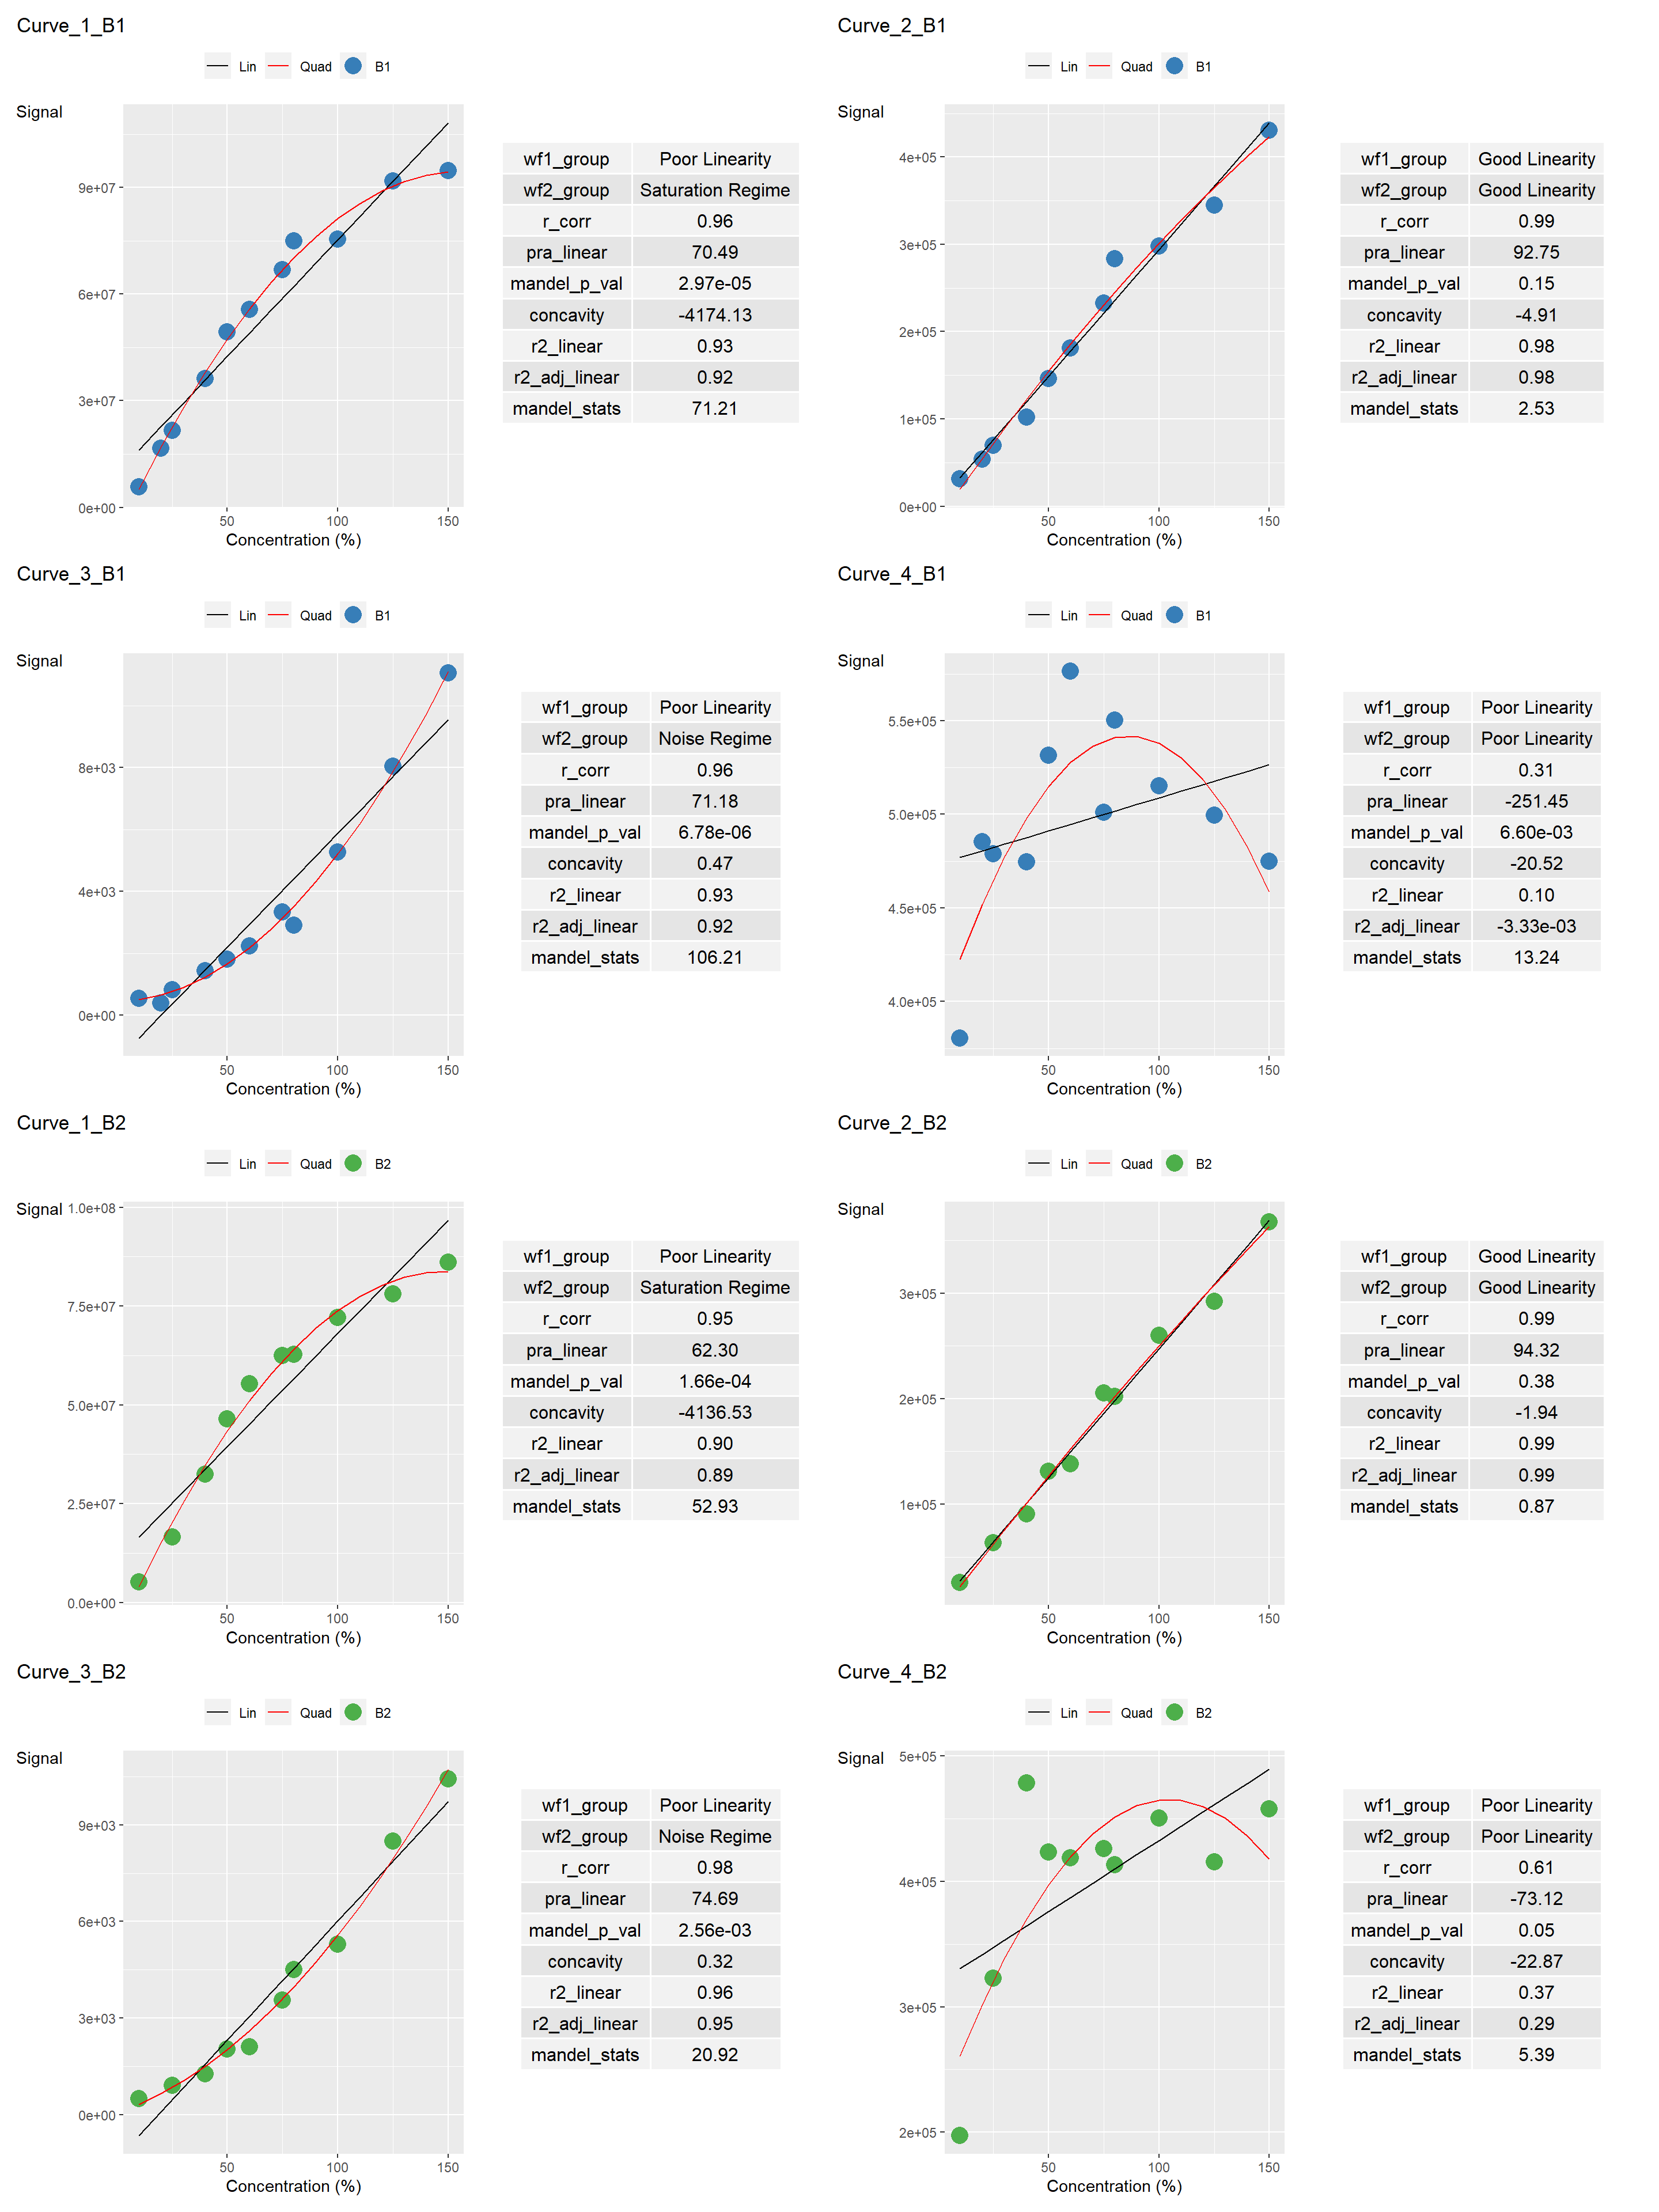 Curve_1_B1
Lin Quad B1
Signal
9e+07
6e+07
3e+07
0e+00
50 100 150
Concentration (%)
wf1_group Poor Linearity
wf2_group Saturation Regime
r_corr 0.96
pra_linear 70.49
mandel_p_val 2.97e-05
concavity -4174.13
r2_linear 0.93
r2_adj_linear 0.92
mandel_stats 71.21
Curve_2_B1
Lin Quad B1
Signal
4e+05
3e+05
2e+05
1e+05
0e+00
50 100 150
Concentration (%)
wf1_group Good Linearity
wf2_group Good Linearity
r_corr 0.99
pra_linear 92.75
mandel_p_val 0.15
concavity -4.91
r2_linear 0.98
r2_adj_linear 0.98
mandel_stats 2.53
Curve_3_B1
Lin Quad B1
Signal
8e+03
4e+03
0e+00
50 100 150
Concentration (%)
wf1_group Poor Linearity
wf2_group Noise Regime
r_corr 0.96
pra_linear 71.18
mandel_p_val 6.78e-06
concavity 0.47
r2_linear 0.93
r2_adj_linear 0.92
mandel_stats 106.21
Curve_4_B1
Lin Quad B1
Signal
5.5e+05
5.0e+05
4.5e+05
4.0e+05
50 100 150
Concentration (%)
wf1_group Poor Linearity
wf2_group Poor Linearity
r_corr 0.31
pra_linear -251.45
mandel_p_val 6.60e-03
concavity -20.52
r2_linear 0.10
r2_adj_linear -3.33e-03
mandel_stats 13.24
Curve_1_B2
Lin Quad B2
Signal
1.0e+08
7.5e+07
5.0e+07
2.5e+07
0.0e+00
50 100 150
Concentration (%)
wf1_group Poor Linearity
wf2_group Saturation Regime
r_corr 0.95
pra_linear 62.30
mandel_p_val 1.66e-04
concavity -4136.53
r2_linear 0.90
r2_adj_linear 0.89
mandel_stats 52.93
Curve_2_B2
Lin Quad B2
Signal
3e+05
2e+05
1e+05
50 100 150
Concentration (%)
wf1_group Good Linearity
wf2_group Good Linearity
r_corr 0.99
pra_linear 94.32
mandel_p_val 0.38
concavity -1.94
r2_linear 0.99
r2_adj_linear 0.99
mandel_stats 0.87
Curve_3_B2
Lin Quad B2
Signal
9e+03
6e+03
3e+03
0e+00
50 100 150
Concentration (%)
wf1_group Poor Linearity
wf2_group Noise Regime
r_corr 0.98
pra_linear 74.69
mandel_p_val 2.56e-03
concavity 0.32
r2_linear 0.96
r2_adj_linear 0.95
mandel_stats 20.92
Curve_4_B2
Lin Quad B2
Signal
5e+05
4e+05
3e+05
2e+05
50 100 150
Concentration (%)
wf1_group Poor Linearity
wf2_group Poor Linearity
r_corr 0.61
pra_linear -73.12
mandel_p_val 0.05
concavity -22.87
r2_linear 0.37
r2_adj_linear 0.29
mandel_stats 5.39